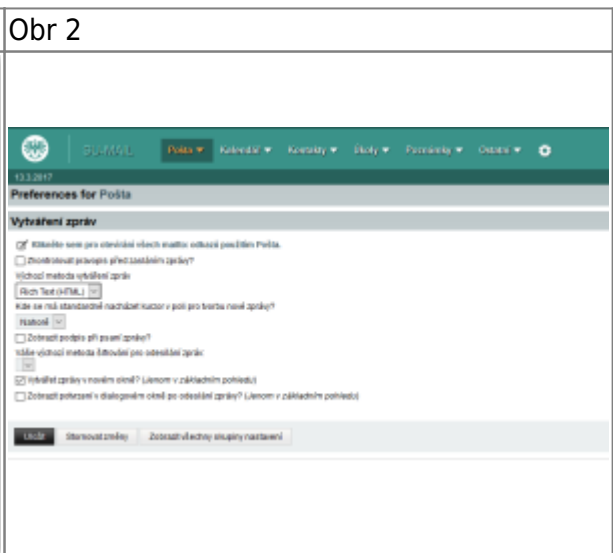 Obr 2
SU-MAIL Pošta Kalendář Kontakty Úkoly Poznámky Ostatní
13.3.2017
Preferences for Pošta
Vytváření zpráv
Klikněte sem pro otevírání všech mailto: odkazů použitím Pošta.
Zkontrolovat pravopis před zasláním zprávy?
Výchozí metoda vytváření zpráv
Rich Text (HTML)
Kde se má standardně nacházet kurzor v poli pro tvorbu nové zprávy?
Nahoře
Zobrazit podpis při psaní zprávy?
Vaše výchozí metoda šifrování pro odesílání zpráv:
Vytvářet zprávy v novém okně? (Jenom v základním pohledu)
Zobrazit potvrzení v dialogovém okně po odeslání zprávy? (Jenom v základním pohledu)
Uložit Stornovat změny Zobrazit všechny skupiny nastavení